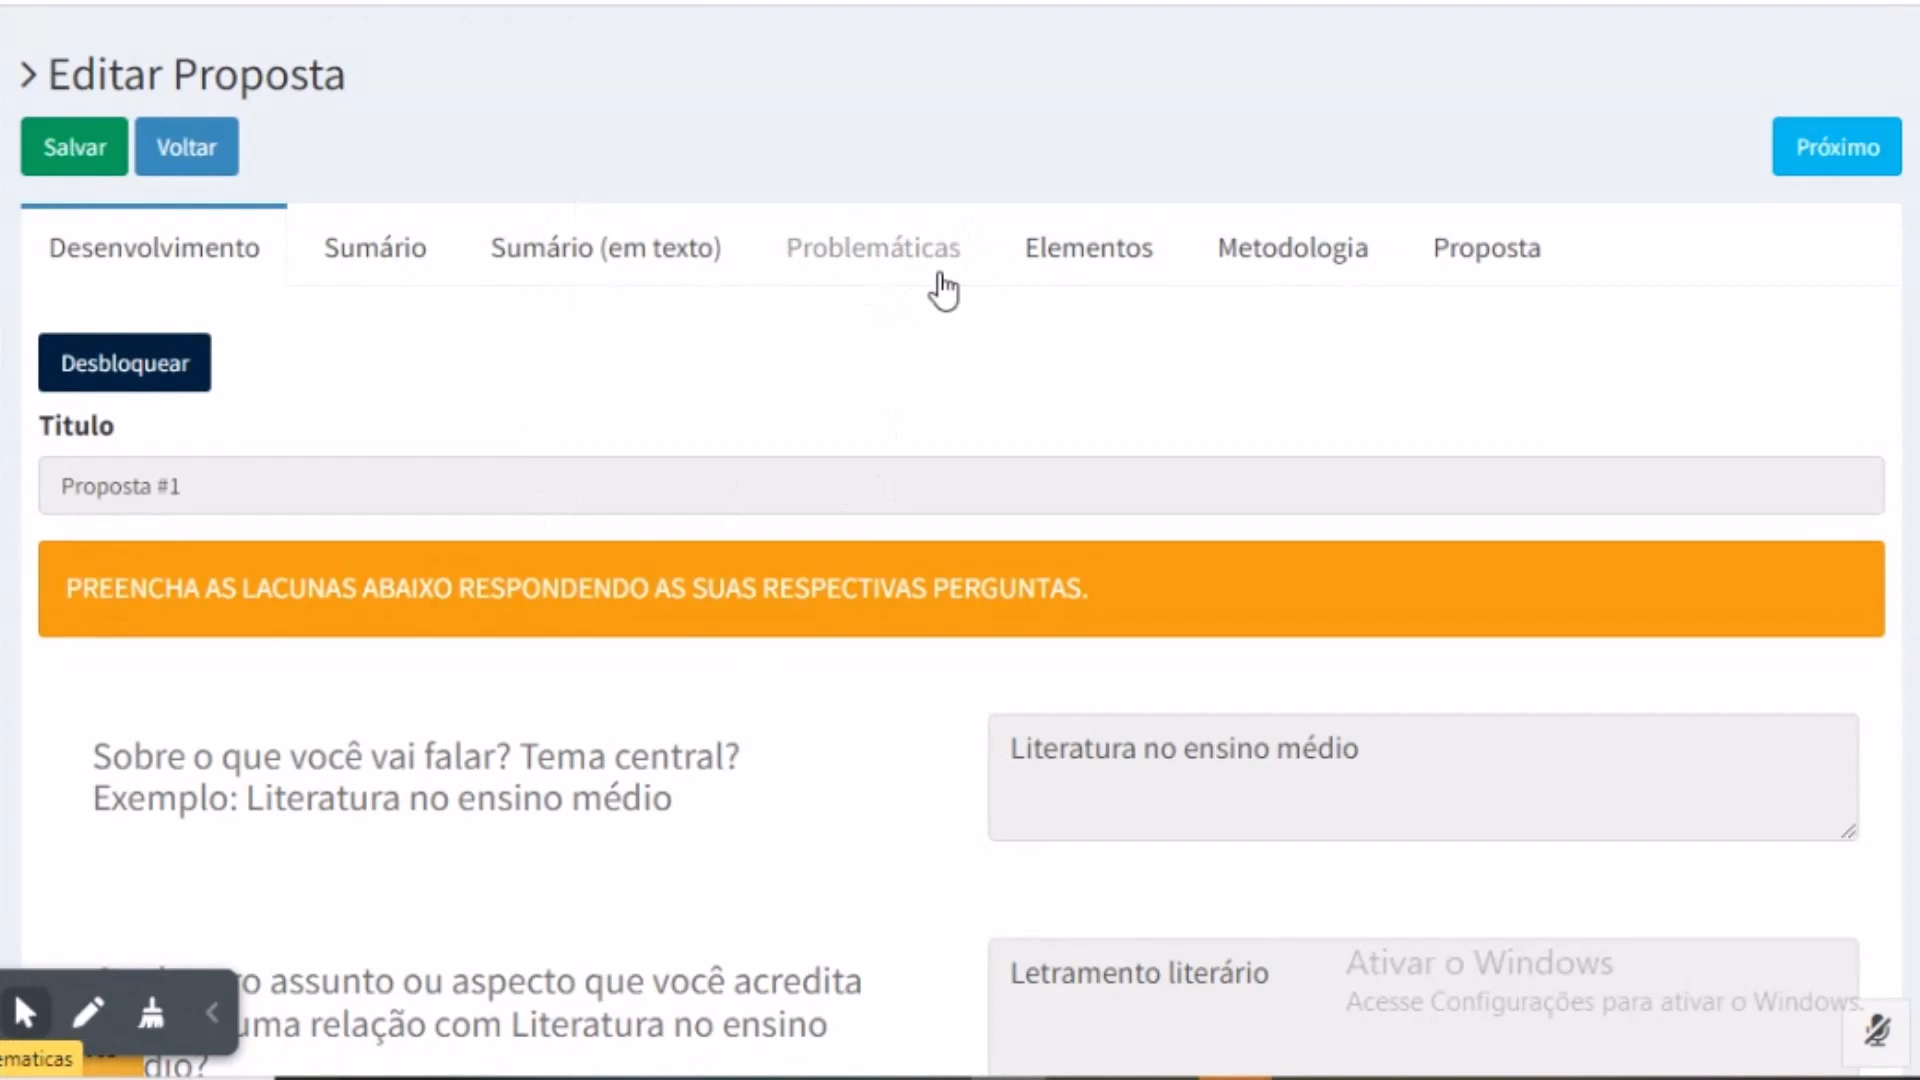 Editar Proposta
Salvar Voltar Próximo
Desenvolvimento Sumário Sumário (em texto) Problemáticas Elementos Metodologia Proposta
Desbloquear
Titulo
Proposta #1
PREENCHA AS LACUNAS ABAIXO RESPONDENDO AS SUAS RESPECTIVAS PERGUNTAS.
Sobre o que você vai falar? Tema central?
Exemplo: Literatura no ensino médio
Literatura no ensino médio
assunto ou aspecto que você acredita
uma relação com Literatura no ensino
Letramento literário
Ativar o Windows
Acesse Configurações para ativar o Windows.